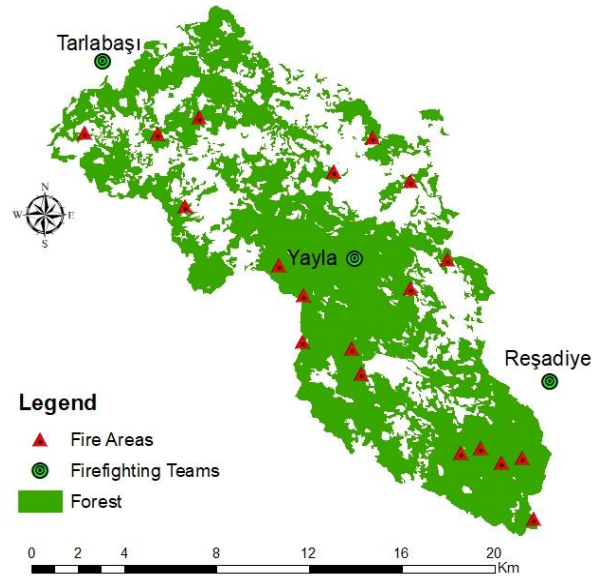 Tarlabaşı
N
W E
S
Yayla
Reşadiye
Legend
Fire Areas
Firefighting Teams
Forest
0 2 4 8 12 16 20
Km